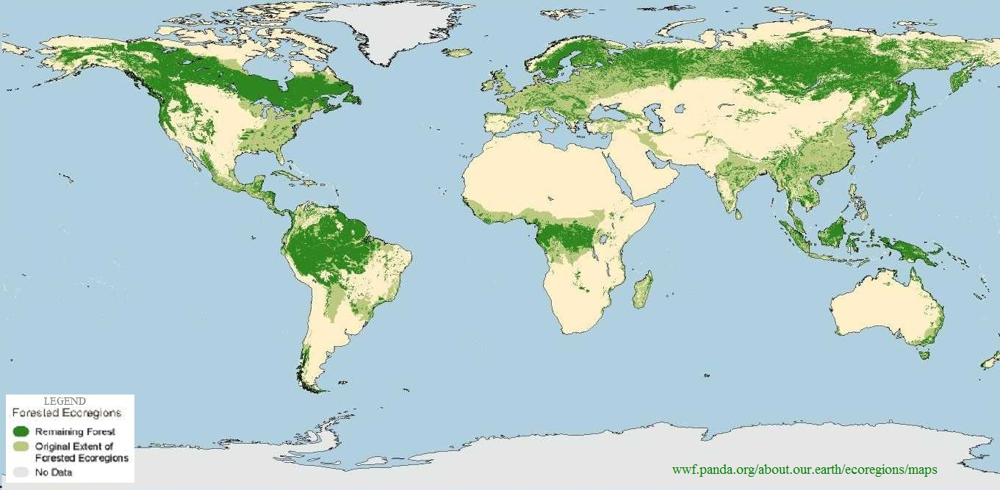 LEGEND
Forested Ecoregions
Remaining Forest
Original Extent of
Forested Ecoregions
No Data
wwf.panda.org/about.our.earth/ecoregions/maps